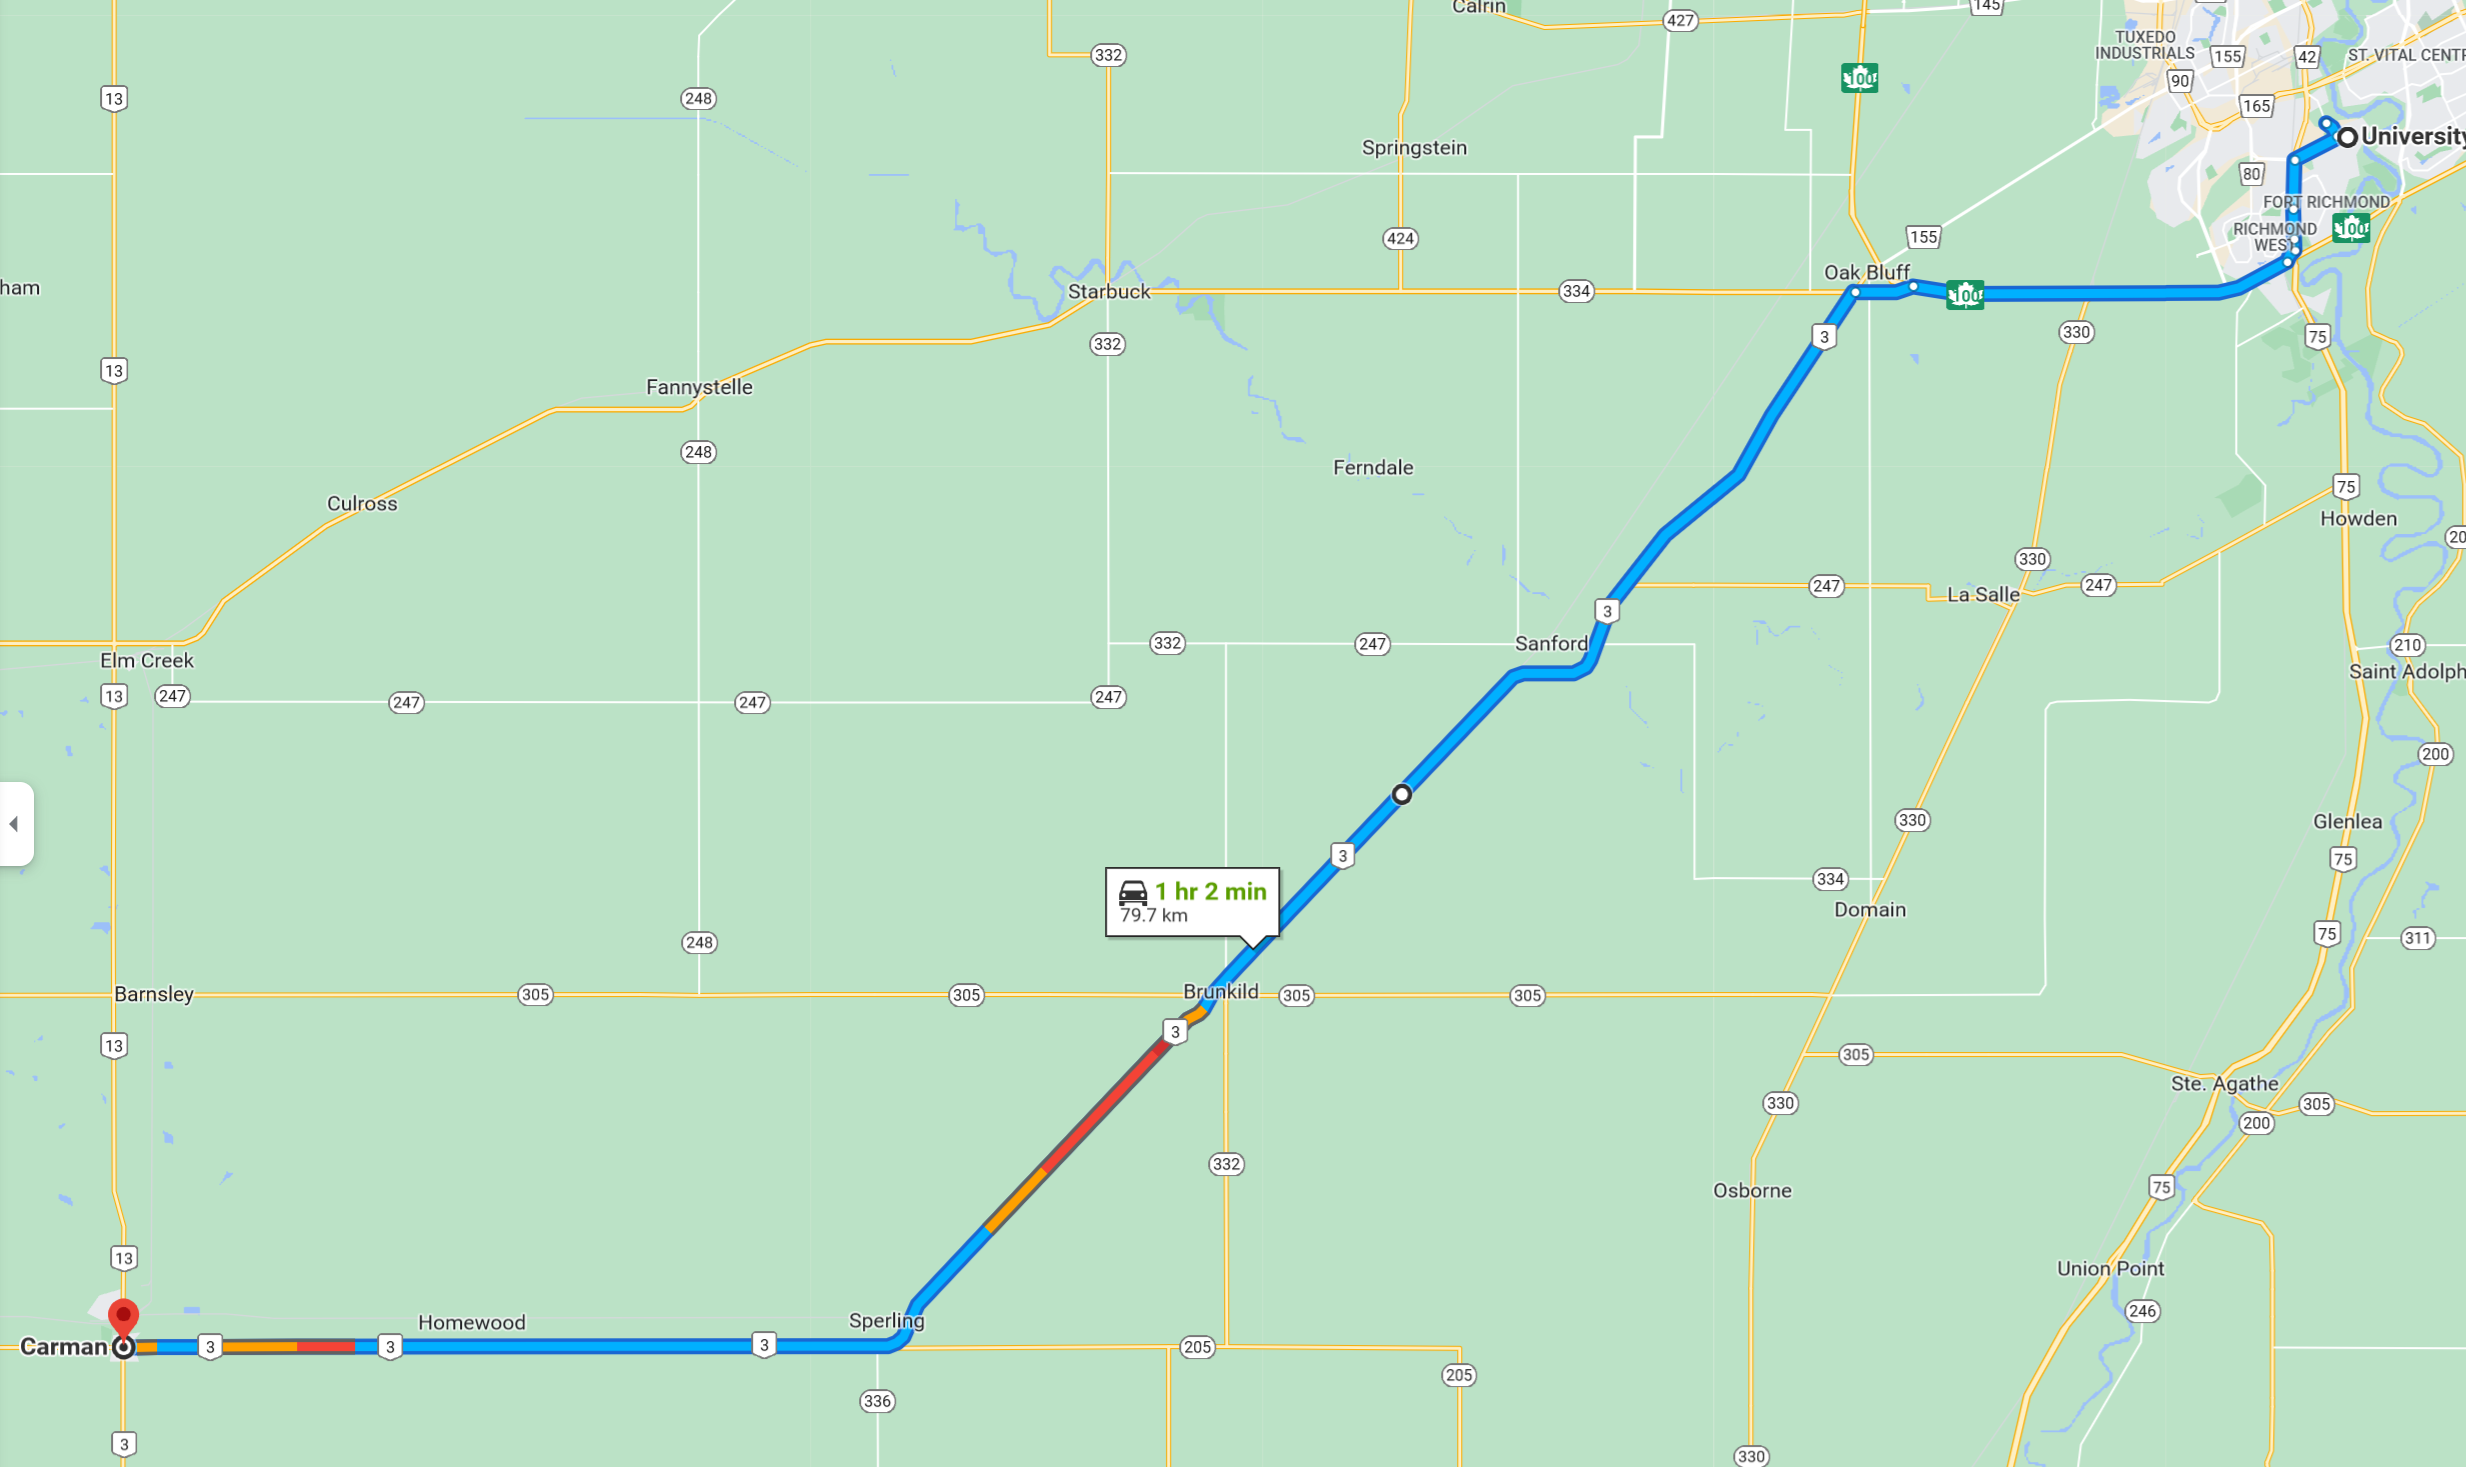 Calrin
427
145
332
TUXEDO
INDUSTRIALS
155
42
ST. VITAL CENT
100
90
13
248
165
Springstein
University
80
FORT RICHMOND
424
155
RICHMOND
WEST
100
Oak Bluff
ham
Starbuck
334
100
330
332
3
75
13
Fannystelle
248
Ferndale
75
Culross
Howden
20
330
247
La Salle
247
3
332
247
Sanford
210
Elm Creek
Saint Adolph
13
247
247
247
247
200
330
Glenlea
3
75
1 hr 2 min
79.7 km
334
Domain
248
75
311
Barnsley
305
305
Brunkild
305
305
3
13
305
Ste. Agathe
330
305
200
332
Osborne
75
13
Union Point
246
Homewood
Sperling
Carman
3
3
3
205
205
336
3
330